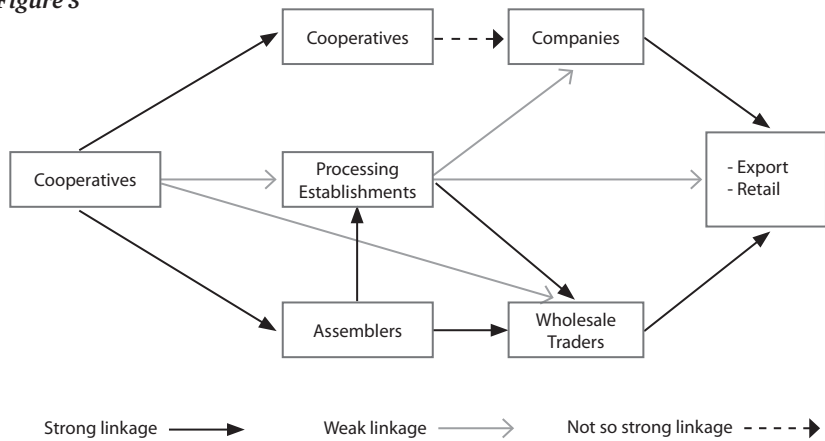 Figure 3
Cooperatives
Companies
Cooperatives
Processing
Establishments
- Export
- Retail
Assemblers
Wholesale
Traders
Strong linkage
Weak linkage
Not so strong linkage